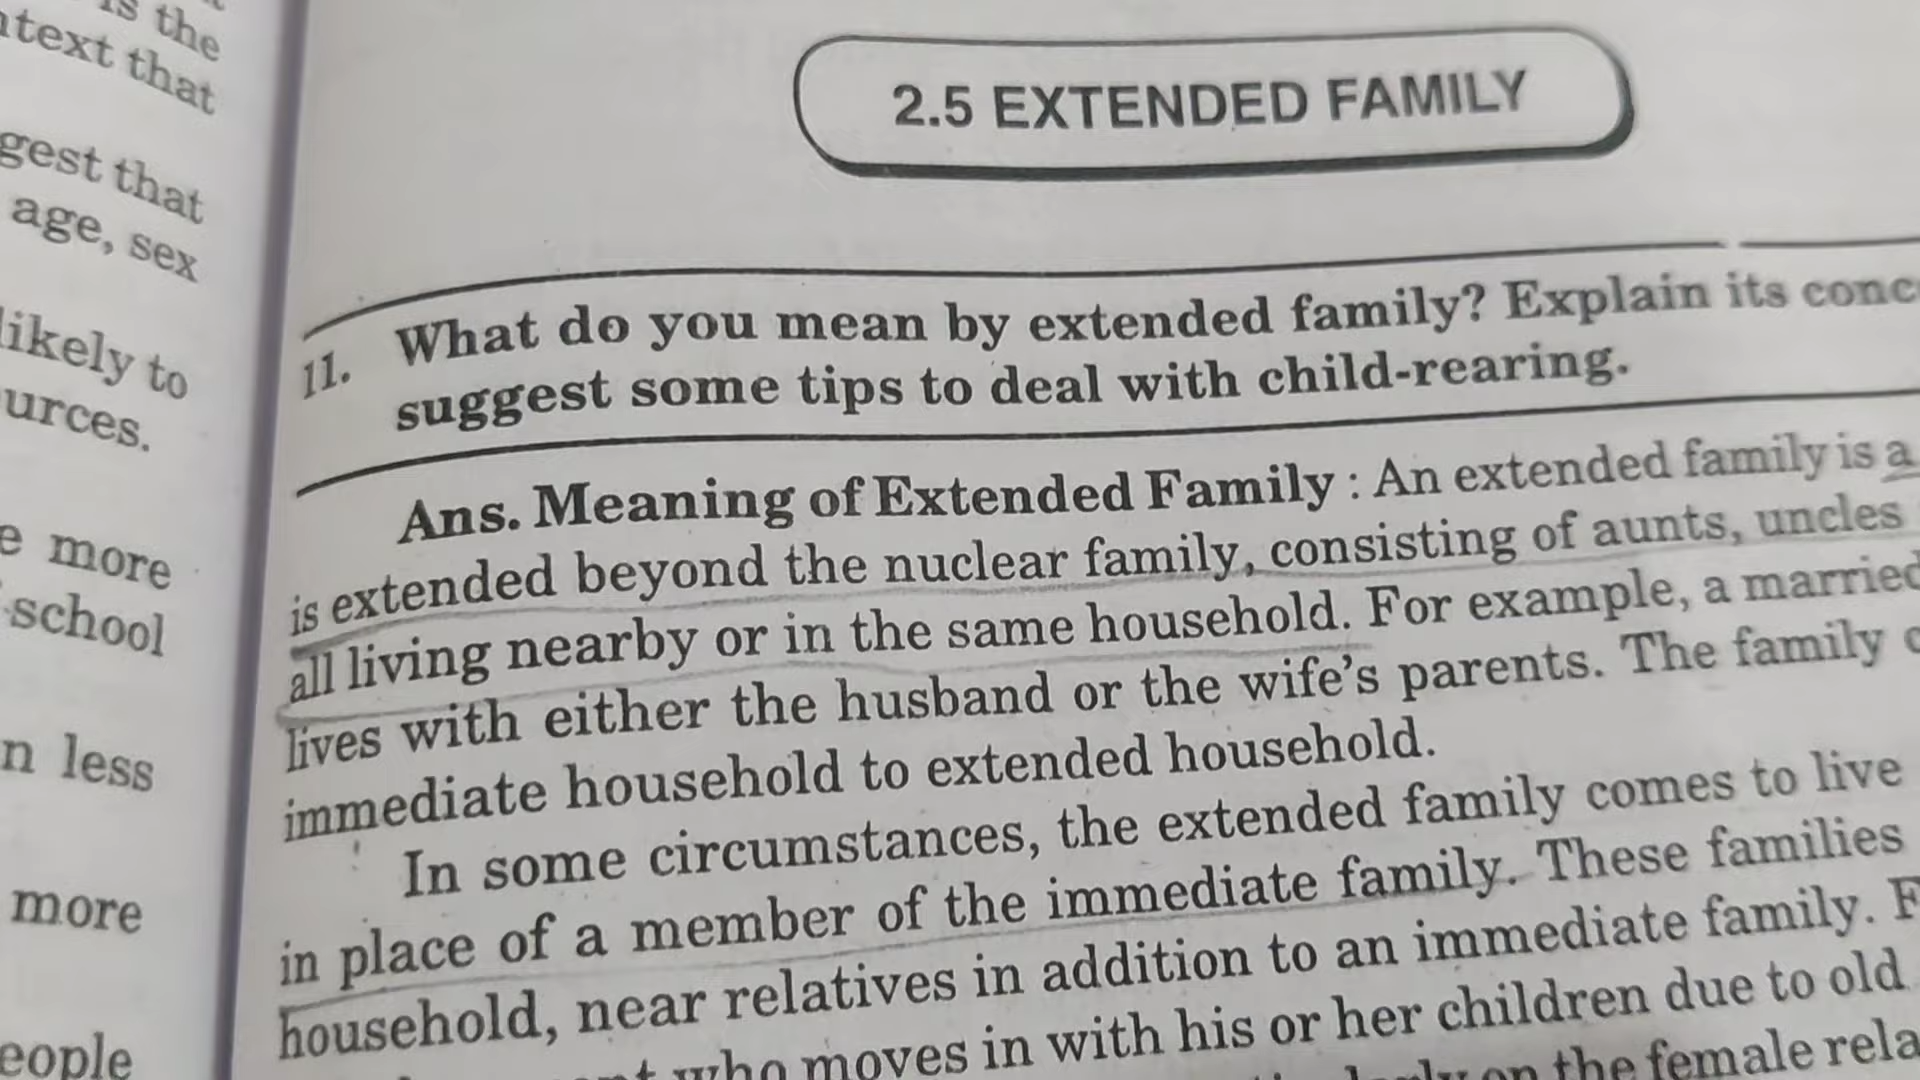 is the
text that
gest that
age, sex
likely to
urces.
e more
school
n less
more
eople
2.5 EXTENDED FAMILY
11. What do you mean by extended family? Explain its conc
suggest some tips to deal with child-rearing.
Ans. Meaning of Extended Family : An extended family is a
is extended beyond the nuclear family, consisting of aunts, uncles
all living nearby or in the same household. For example, a married
lives with either the husband or the wife's parents. The family c
immediate household to extended household.
In some circumstances, the extended family comes to live
in place of a member of the immediate family. These families
household, near relatives in addition to an immediate family. F
who moves in with his or her children due to old
on the female rela